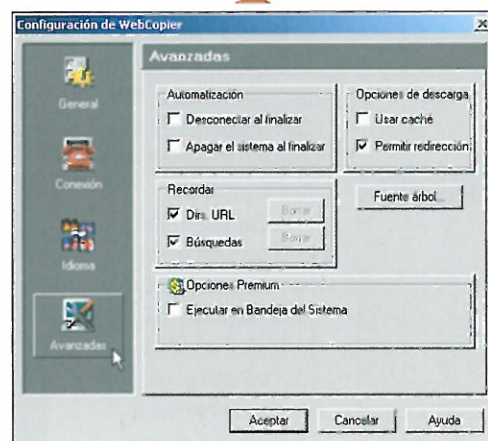 Configuración de WebCopier
General
Conexión
Idioma
Avanzadas
Avanzadas
Automatización
Desconectar al finalizar
Apagar el sistema al finalizar
Opciones de descarga
Usar caché
Permitir redirección
Recordar
Dirs. URL
Borrar
Búsquedas
Borrar
Fuente árbol...
Opciones Premium
Ejecutar en Bandeja del Sistema
Aceptar
Cancelar
Ayuda